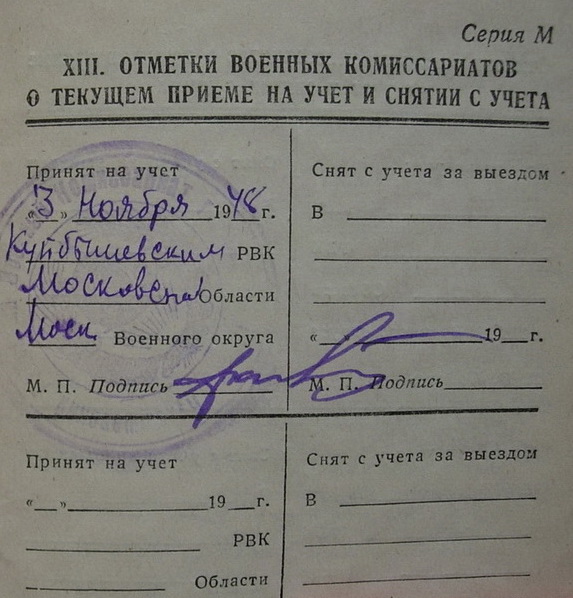 Серия М
XIII. ОТМЕТКИ ВОЕННЫХ КОМИССАРИАТОВ
О ТЕКУЩЕМ ПРИЕМЕ НА УЧЕТ И СНЯТИИ С УЧЕТА
Принят на учет
«3» Ноября 1948 г.
Куйбышевским РВК
Московской Области
Моск Военного округа
М. П. Подпись
Снят с учета за выездом
В
«  » 19 г.
М. П. Подпись
Принят на учет
«  » 19 г.
РВК
Области
Снят с учета за выездом
В